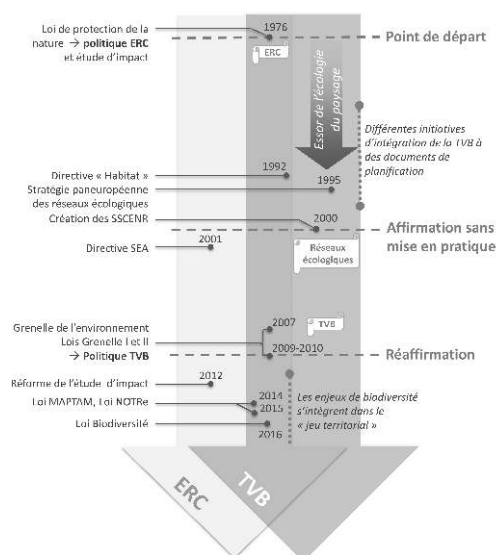 Loi de protection de la
nature → politique ERC
et étude d'impact
1976
ERC
Point de départ
Essor de l'écologie
du paysage
Différentes initiatives
d'intégration de la TVB à
des documents de
planification
Directive « Habitat »
1992
Stratégie paneuropéenne
des réseaux écologiques
1995
Création des SSCENR
2000
Affirmation sans
mise en pratique
Directive SEA
2001
Réseaux
écologiques
Grenelle de l'environnement
2007
TVB
Lois Grenelle I et II
→ Politique TVB
2009-2010
Réaffirmation
Réforme de l'étude d'impact
2012
Loi MAPTAM, Loi NOTRe
2014
2015
Les enjeux de biodiversité
s'intègrent dans le
« jeu territorial »
Loi Biodiversité
2016
ERC
TVB